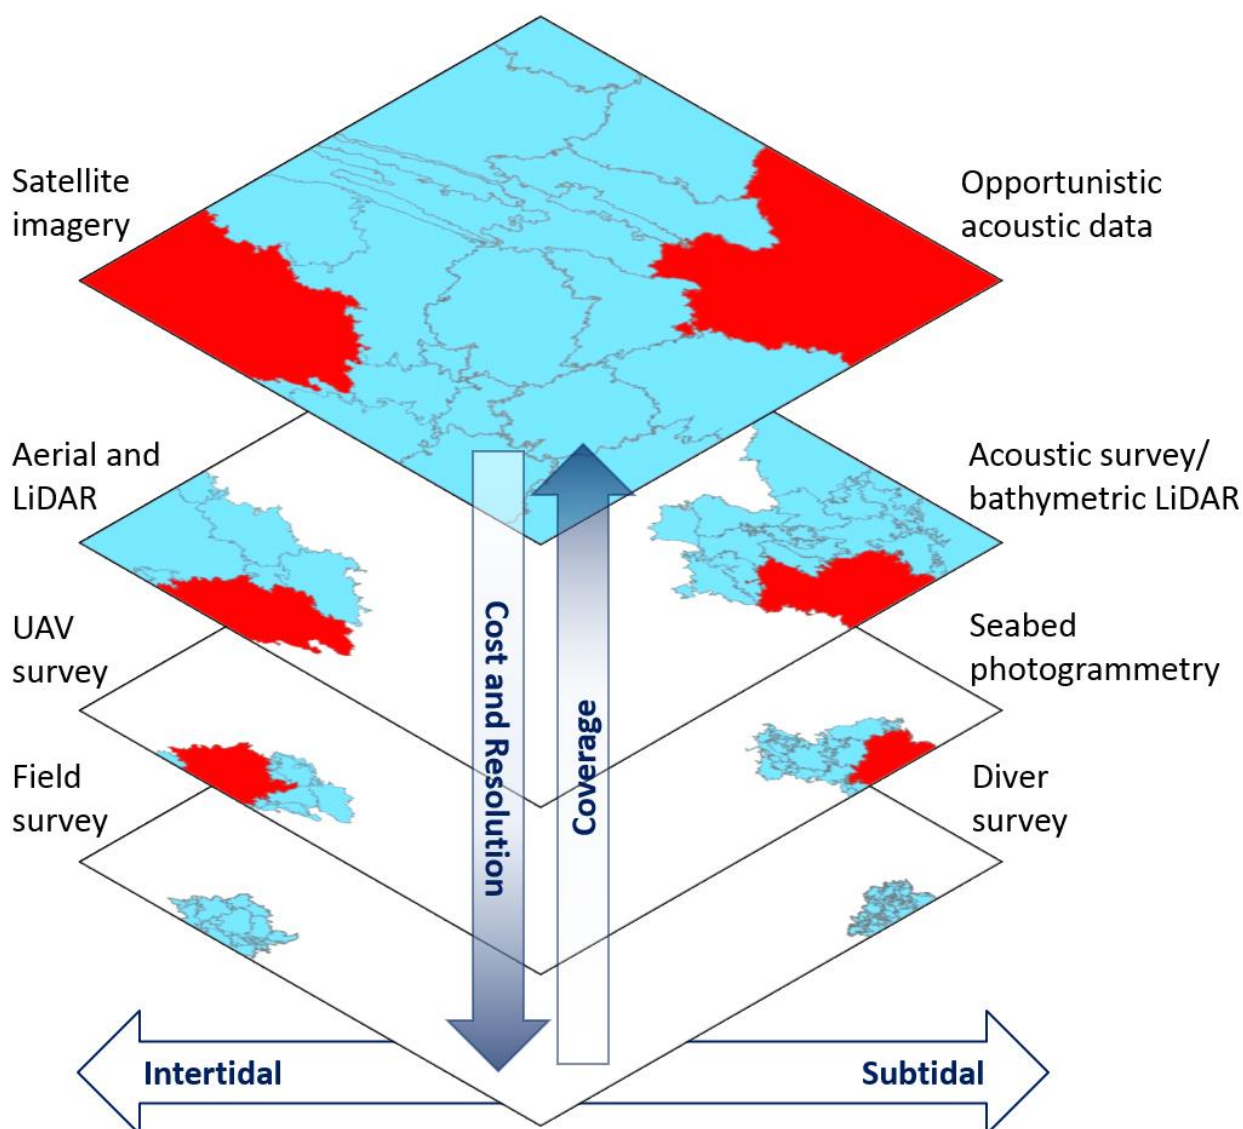 Satellite
imagery
Opportunistic
acoustic data
Aerial and
LiDAR
Acoustic survey/
bathymetric LiDAR
UAV
survey
Seabed
photogrammetry
Field
survey
Diver
survey
Cost and Resolution
Coverage
Intertidal
Subtidal